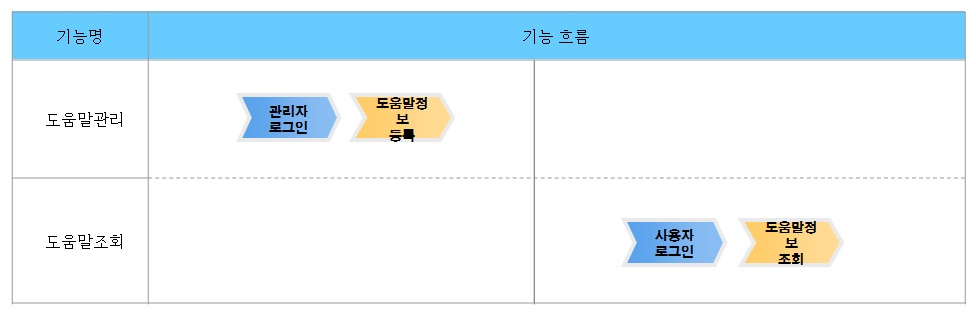 기능명
기능 흐름
도움말관리
관리자
로그인
도움말정
보
등록
도움말조회
사용자
로그인
도움말정
보
조회